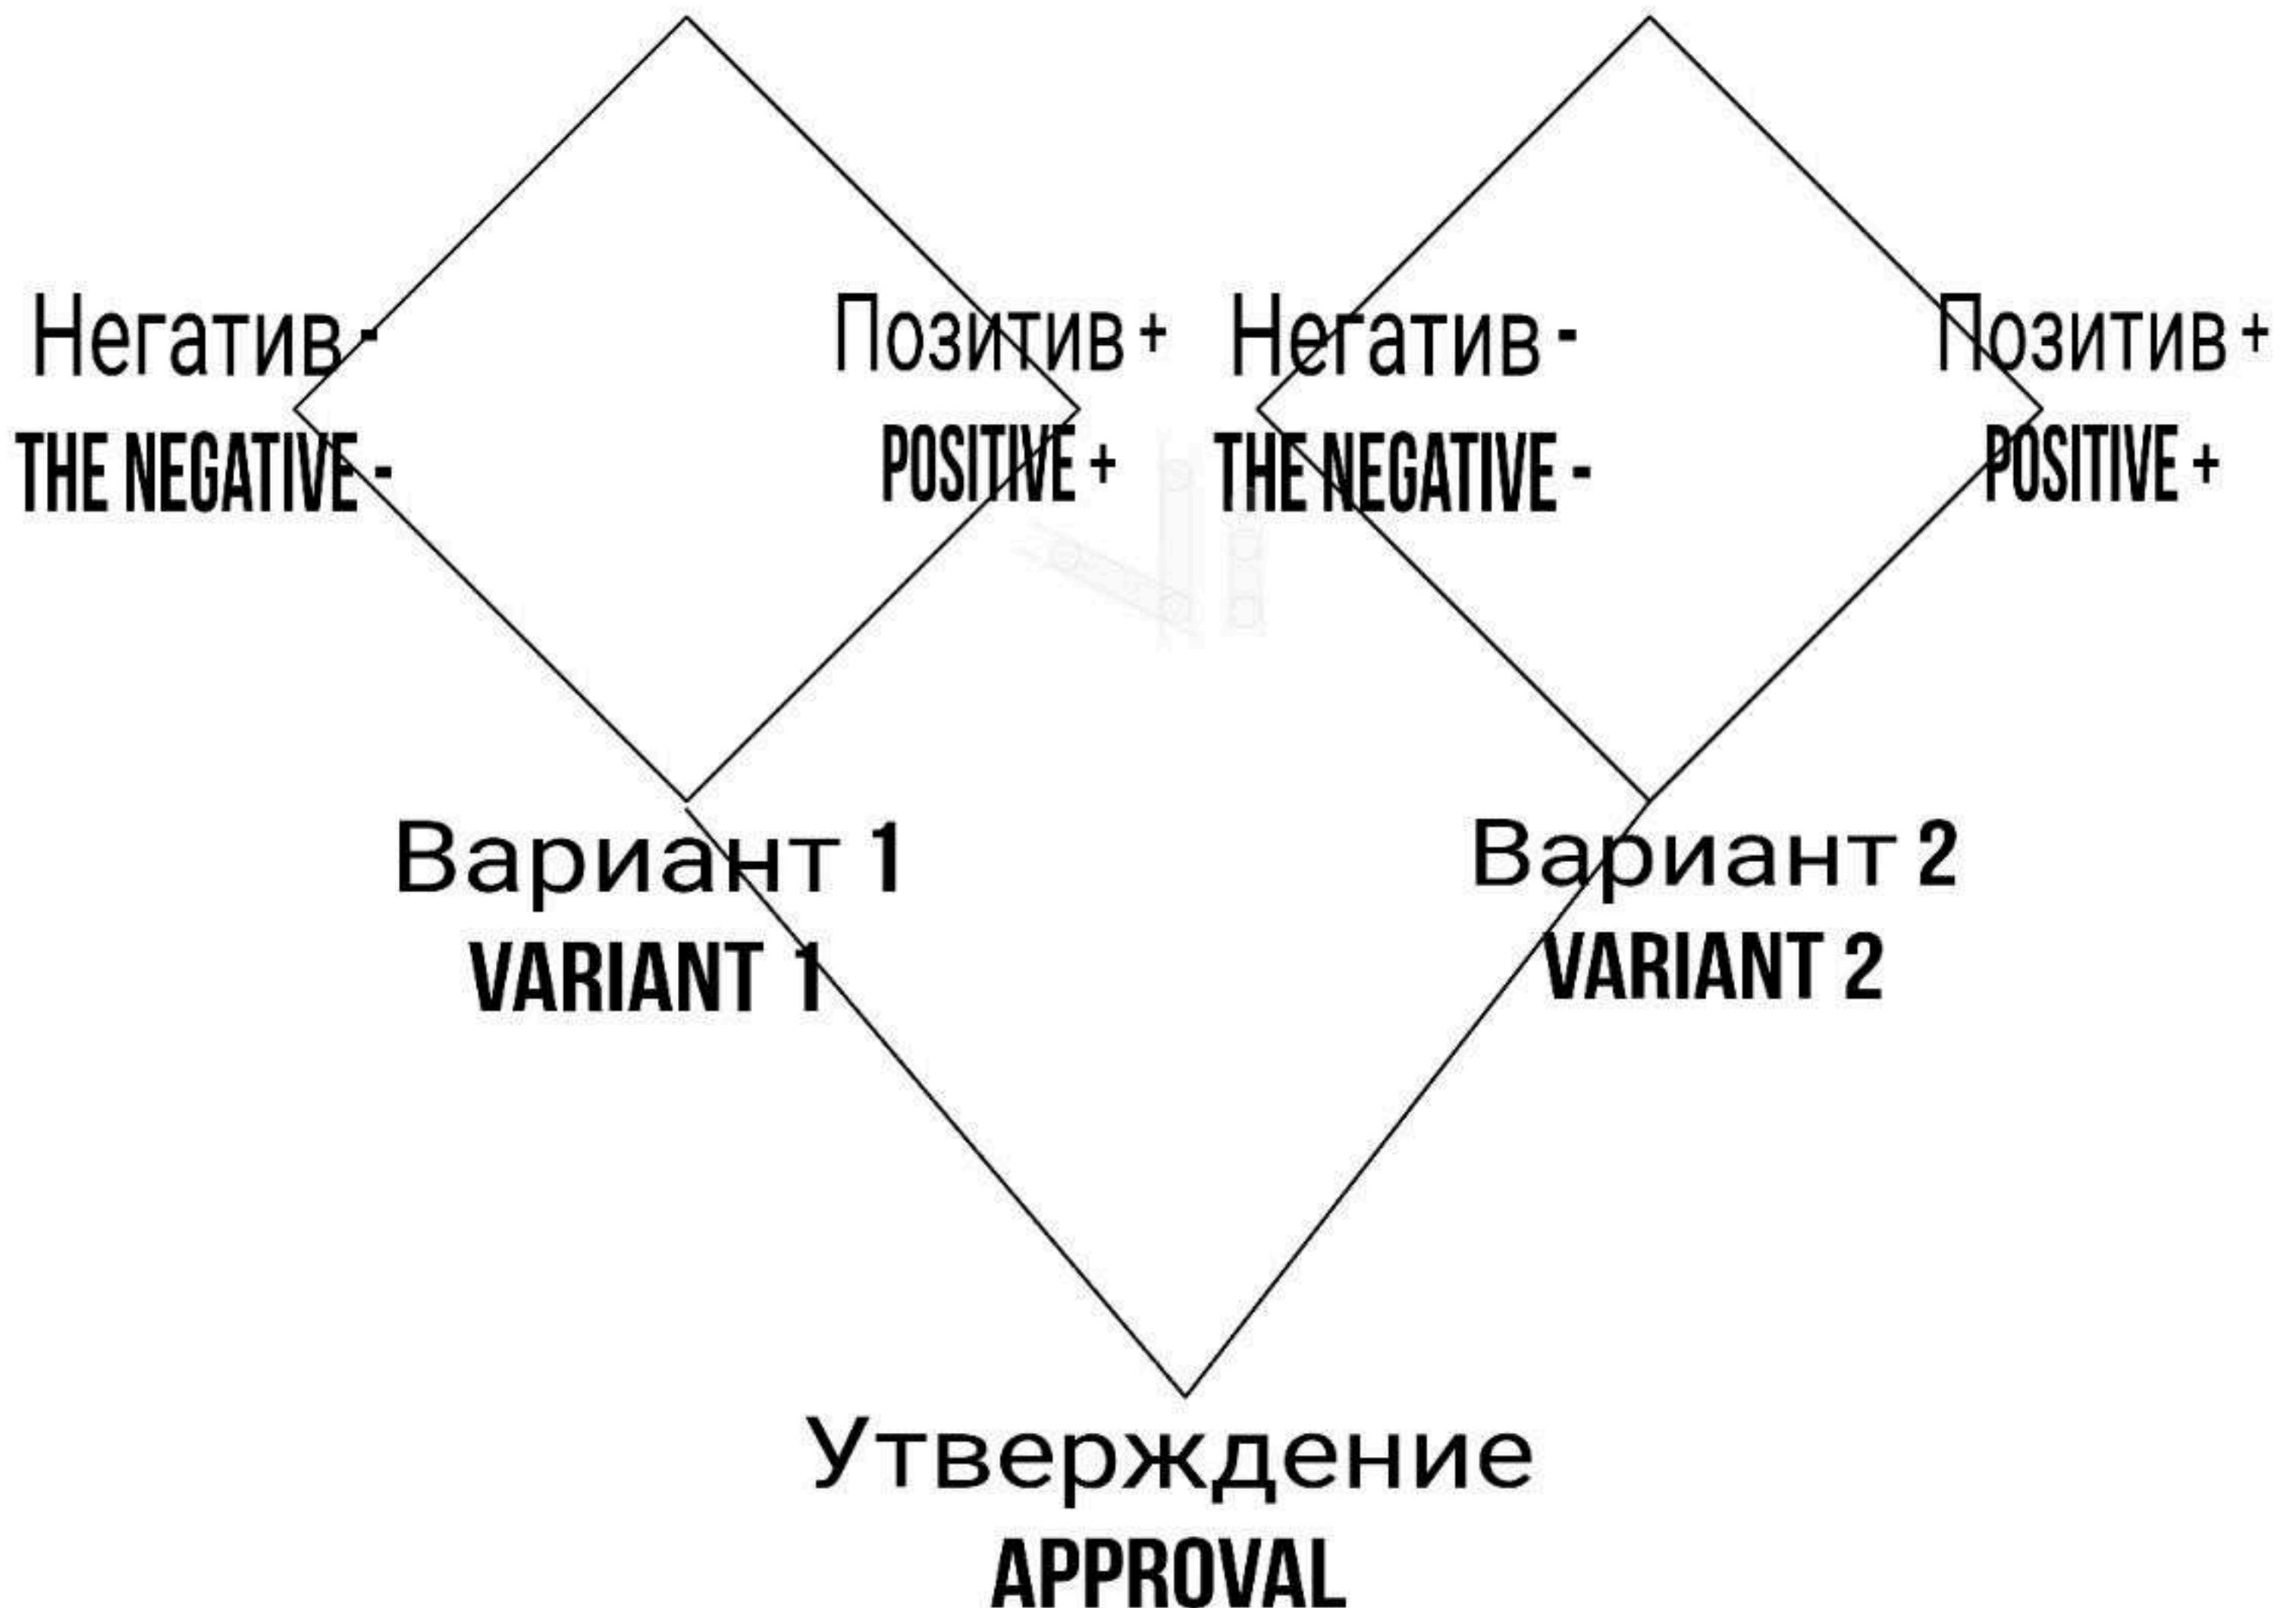 Негатив -
THE NEGATIVE -
Позитив +
POSITIVE +
Негатив -
THE NEGATIVE -
Позитив +
POSITIVE +
Вариант 1
VARIANT 1
Вариант 2
VARIANT 2
Утверждение
APPROVAL